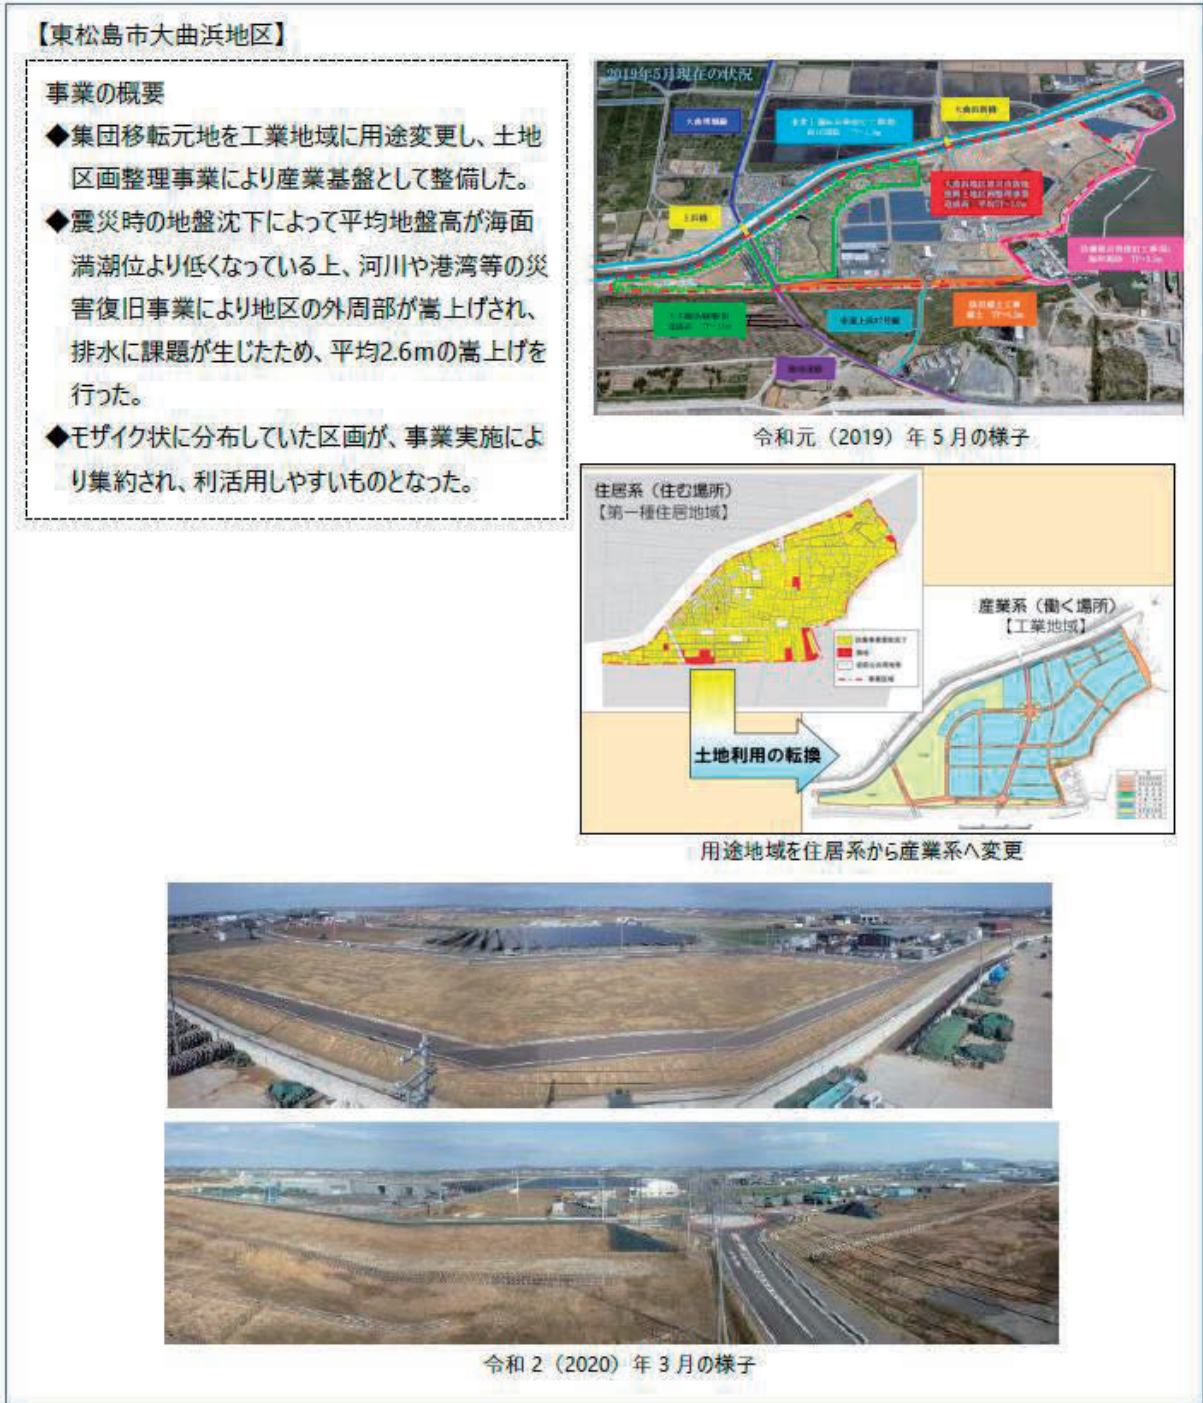 【東松島市大曲浜地区】
事業の概要
◆集団移転元地を工業地域に用途変更し、土地
区画整理事業により産業基盤として整備した。
◆震災時の地盤沈下によって平均地盤高が海面
満潮位より低くなっている上、河川や港湾等の災
害復旧事業により地区の外周部が嵩上げされ、
排水に課題が生じたため、平均2.6mの嵩上げを
行った。
◆モザイク状に分布していた区画が、事業実施によ
り集約され、利活用しやすいものとなった。
2019年5月現在の状況
大曲浜新橋
上浜橋
令和元（2019）年5月の様子
住居系（住む場所）
【第一種住居地域】
事業区域
産業系（働く場所）
【工業地域】
土地利用の転換
用途地域を住居系から産業系へ変更
令和2（2020）年3月の様子